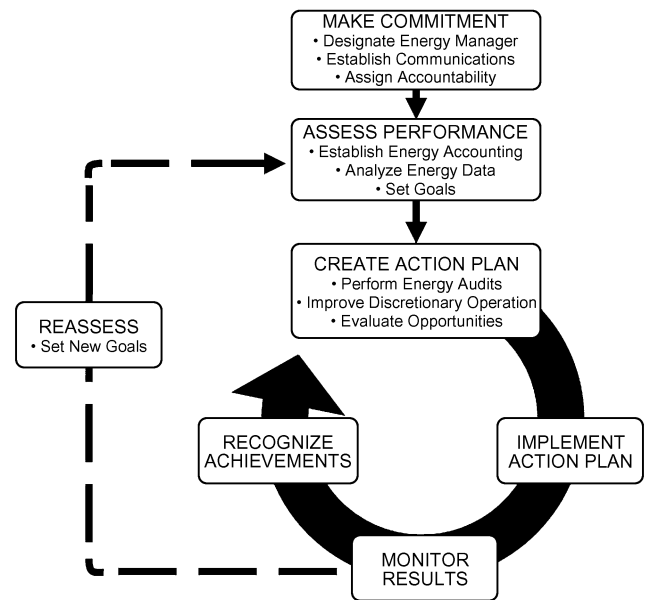 MAKE COMMITMENT
• Designate Energy Manager
• Establish Communications
• Assign Accountability
ASSESS PERFORMANCE
• Establish Energy Accounting
• Analyze Energy Data
• Set Goals
CREATE ACTION PLAN
• Perform Energy Audits
• Improve Discretionary Operation
• Evaluate Opportunities
REASSESS
• Set New Goals
RECOGNIZE
ACHIEVEMENTS
IMPLEMENT
ACTION PLAN
MONITOR
RESULTS